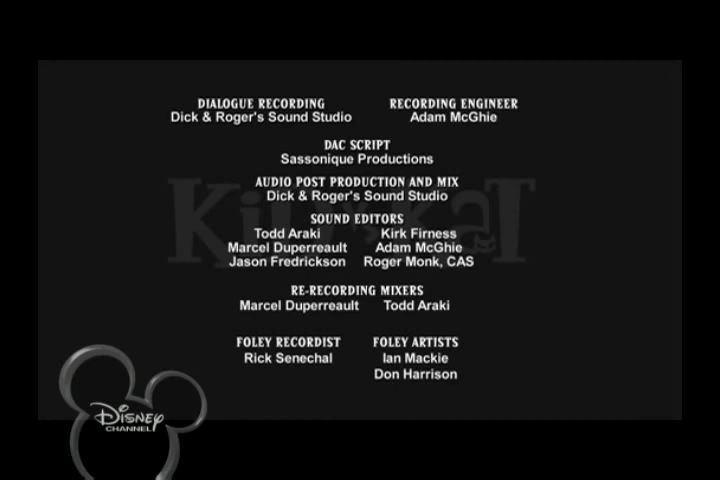 DIALOGUE RECORDING
Dick & Roger's Sound Studio
RECORDING ENGINEER
Adam McGhie
DAC SCRIPT
Sassonique Productions
AUDIO POST PRODUCTION AND MIX
Dick & Roger's Sound Studio
KID vs KAT
SOUND EDITORS
Todd Araki Kirk Firness
Marcel Duperreault Adam McGhie
Jason Fredrickson Roger Monk, CAS
RE-RECORDING MIXERS
Marcel Duperreault Todd Araki
FOLEY RECORDIST
Rick Senechal
FOLEY ARTISTS
Ian Mackie
Don Harrison
DISNEY
CHANNEL